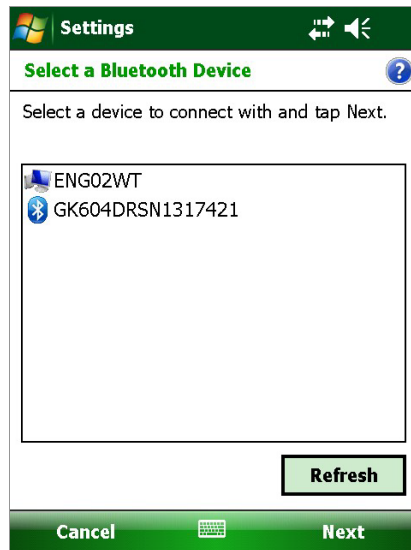 Settings
Select a Bluetooth Device
Select a device to connect with and tap Next.
ENG02WT
GK604DRSN1317421
Refresh
Cancel Next